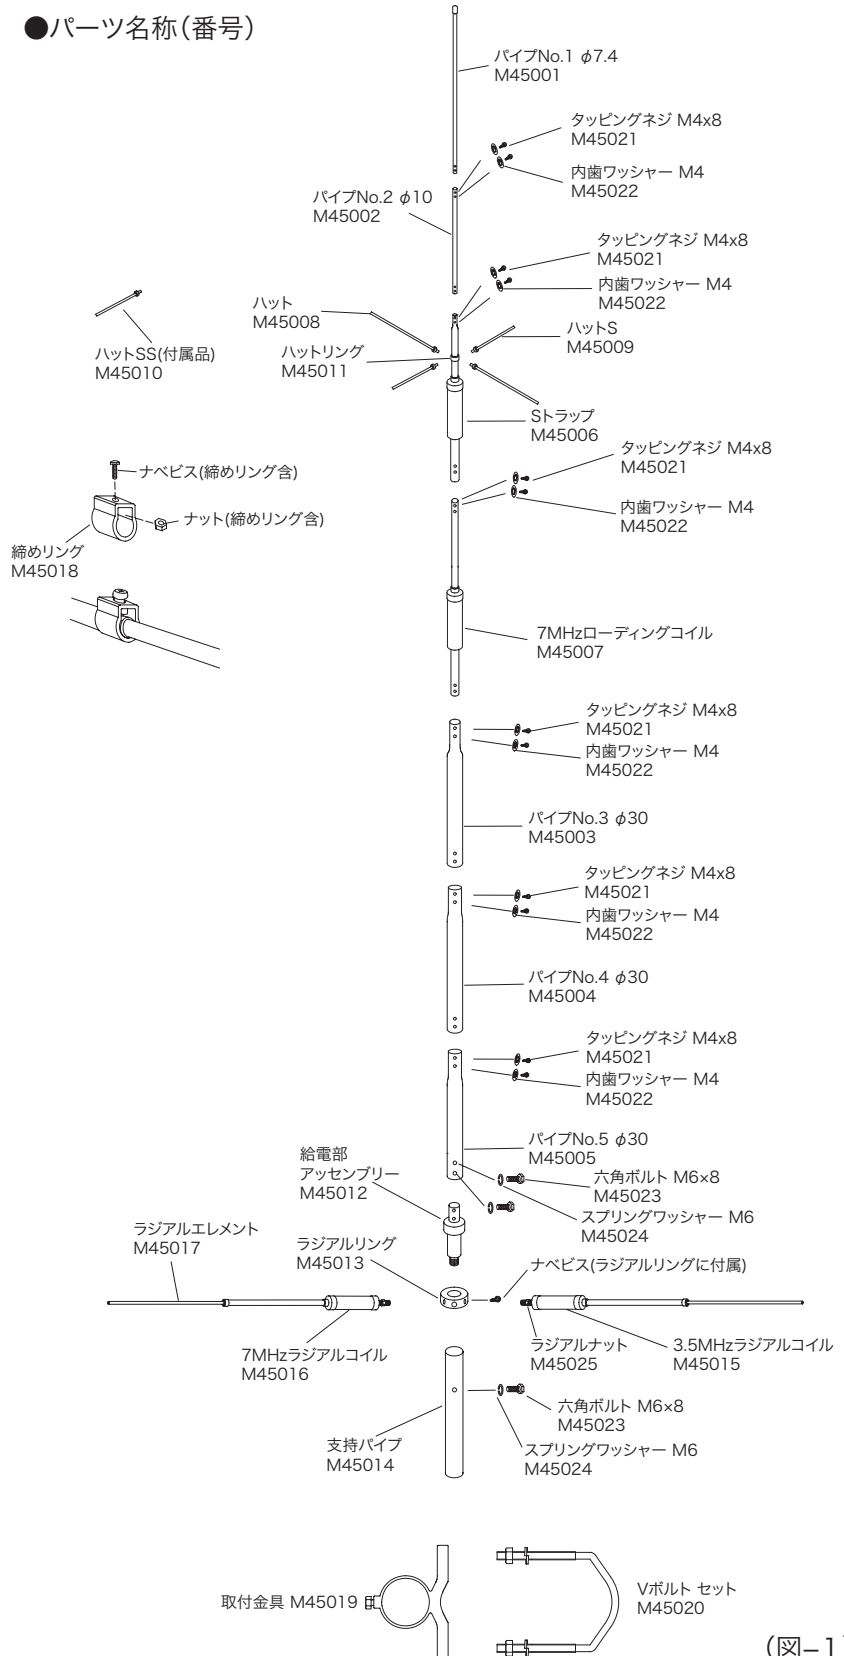 ●パーツ名称(番号)
パイプNo.1 φ7.4
M45001
タッピングネジ M4x8
M45021
内歯ワッシャー M4
M45022
パイプNo.2 φ10
M45002
タッピングネジ M4x8
M45021
内歯ワッシャー M4
M45022
ハット
M45008
ハットS
M45009
ハットSS(付属品)
M45010
ハットリング
M45011
Sトラップ
M45006
タッピングネジ M4x8
M45021
内歯ワッシャー M4
M45022
ナベビス(締めリング含)
ナット(締めリング含)
締めリング
M45018
7MHzローディングコイル
M45007
タッピングネジ M4x8
M45021
内歯ワッシャー M4
M45022
パイプNo.3 φ30
M45003
タッピングネジ M4x8
M45021
内歯ワッシャー M4
M45022
パイプNo.4 φ30
M45004
タッピングネジ M4x8
M45021
内歯ワッシャー M4
M45022
パイプNo.5 φ30
M45005
給電部
アッセンブリー
M45012
六角ボルト M6×8
M45023
スプリングワッシャー M6
M45024
ラジアルエレメント
M45017
ラジアルリング
M45013
ナベビス(ラジアルリングに付属)
7MHzラジアルコイル
M45016
ラジアルナット
M45025
3.5MHzラジアルコイル
M45015
六角ボルト M6×8
M45023
支持パイプ
M45014
スプリングワッシャー M6
M45024
取付金具 M45019
Vボルト セット
M45020
(図−1)